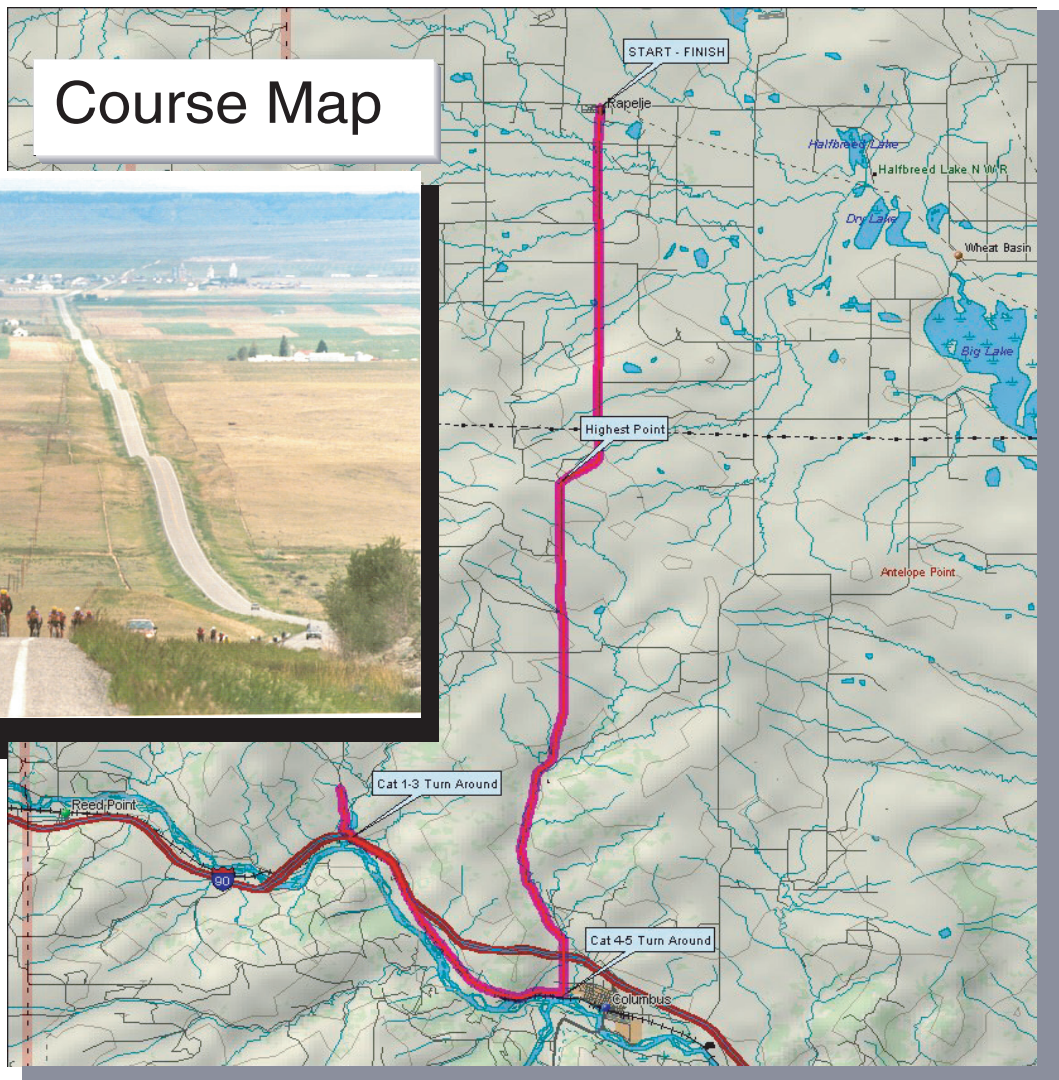 START - FINISH
Course Map
Rapelje
Halfbreed Lake
Halfbreed Lake N W R
Dry Lake
Wheat Basin
Big Lake
Highest Point
Antelope Point
Cat 1-3 Turn Around
Reed Point
90
Cat 4-5 Turn Around
Columbus